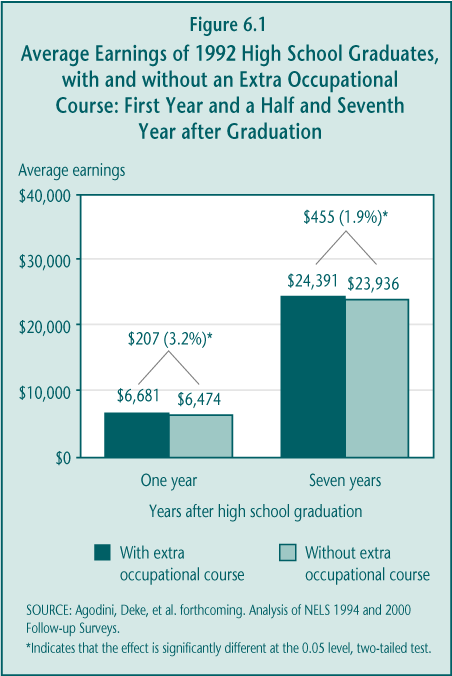 Figure 6.1
Average Earnings of 1992 High School Graduates,
with and without an Extra Occupational
Course: First Year and a Half and Seventh
Year after Graduation
Average earnings
$40,000
$455 (1.9%)*
$30,000
$24,391 $23,936
$20,000
$207 (3.2%)*
$10,000
$6,681 $6,474
$0
One year Seven years
Years after high school graduation
With extra
occupational course
Without extra
occupational course
SOURCE: Agodini, Deke, et al. forthcoming. Analysis of NELS 1994 and 2000
Follow-up Surveys.
*Indicates that the effect is significantly different at the 0.05 level, two-tailed test.